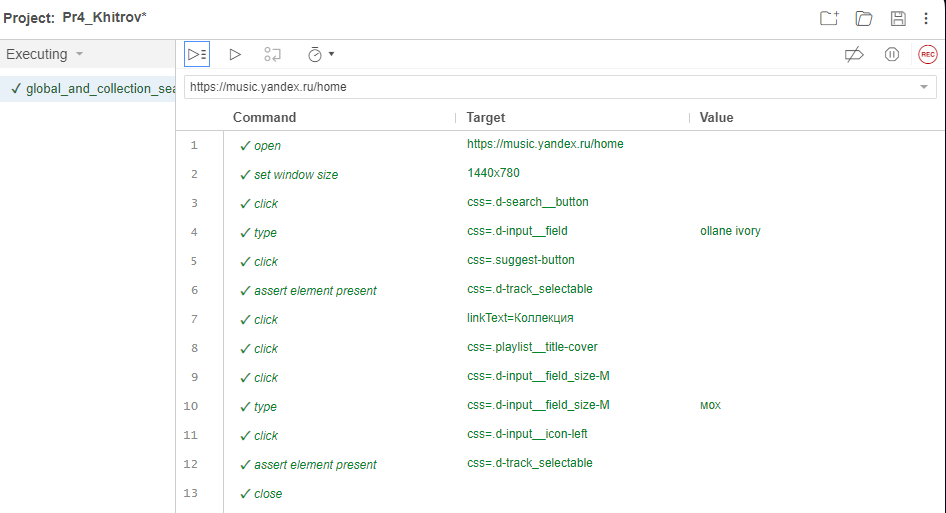 Project: Pr4_Khitrov*
Executing
REC
✓ global_and_collection_sea
https://music.yandex.ru/home
Command Target Value
1 ✓ open https://music.yandex.ru/home
2 ✓ set window size 1440x780
3 ✓ click css=.d-search__button
4 ✓ type css=.d-input__field ollane ivory
5 ✓ click css=.suggest-button
6 ✓ assert element present css=.d-track_selectable
7 ✓ click linkText=Коллекция
8 ✓ click css=.playlist__title-cover
9 ✓ click css=.d-input__field_size-M
10 ✓ type css=.d-input__field_size-M мох
11 ✓ click css=.d-input__icon-left
12 ✓ assert element present css=.d-track_selectable
13 ✓ close